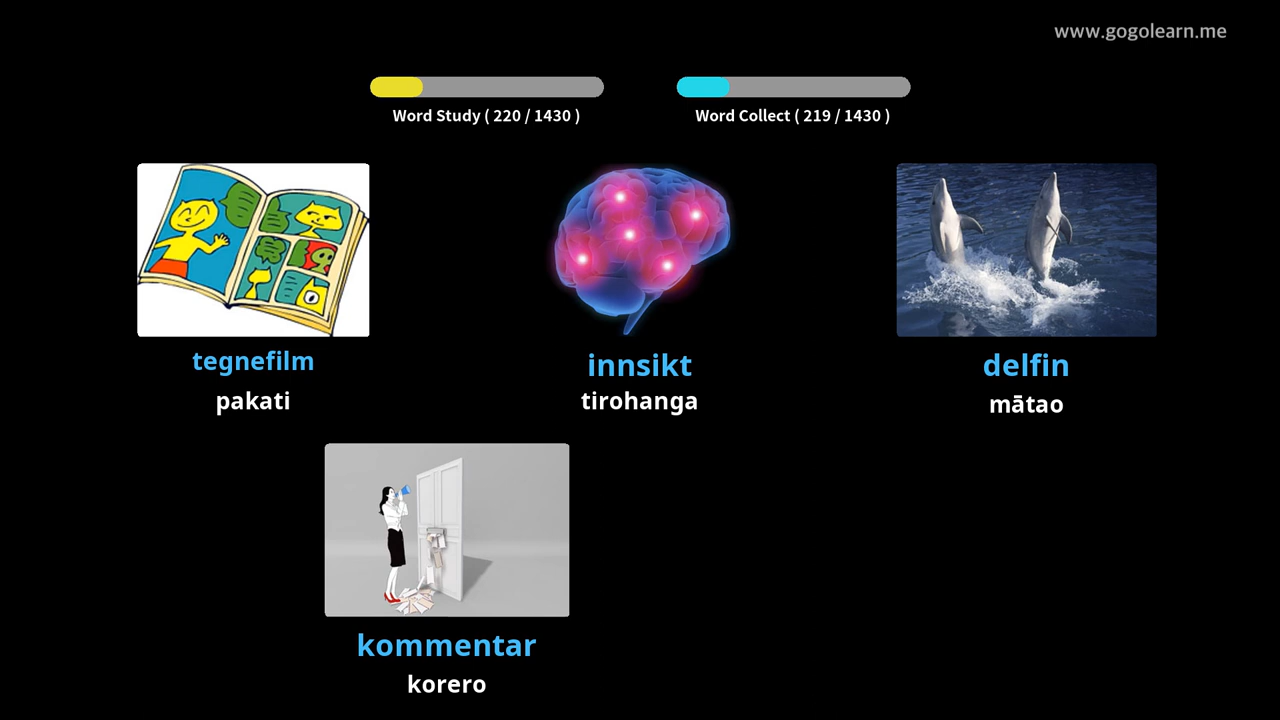 www.gogolearn.me
Word Study ( 220 / 1430 )
Word Collect ( 219 / 1430 )
tegnefilm
pakati
innsikt
tirohanga
delfin
mātao
kommentar
korero